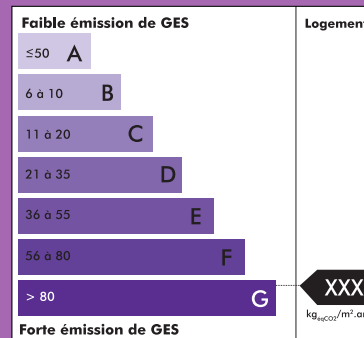 Faible émission de GES
Logement
≤50 A
6 à 10 B
11 à 20 C
21 à 35 D
36 à 55 E
56 à 80 F
> 80 G
XXX
kgeqCO2/m².an
Forte émission de GES